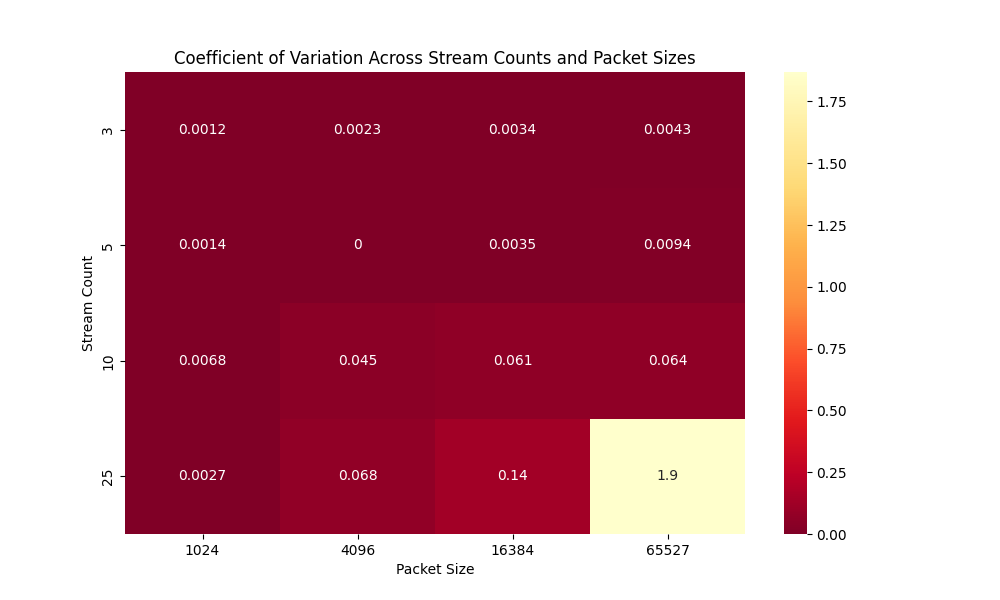 Coefficient of Variation Across Stream Counts and Packet Sizes
Stream Count
3
0.0012 0.0023 0.0034 0.0043
5
0.0014 0 0.0035 0.0094
10
0.0068 0.045 0.061 0.064
25
0.0027 0.068 0.14 1.9
1024 4096 16384 65527
Packet Size
1.75
1.50
1.25
1.00
0.75
0.50
0.25
0.00